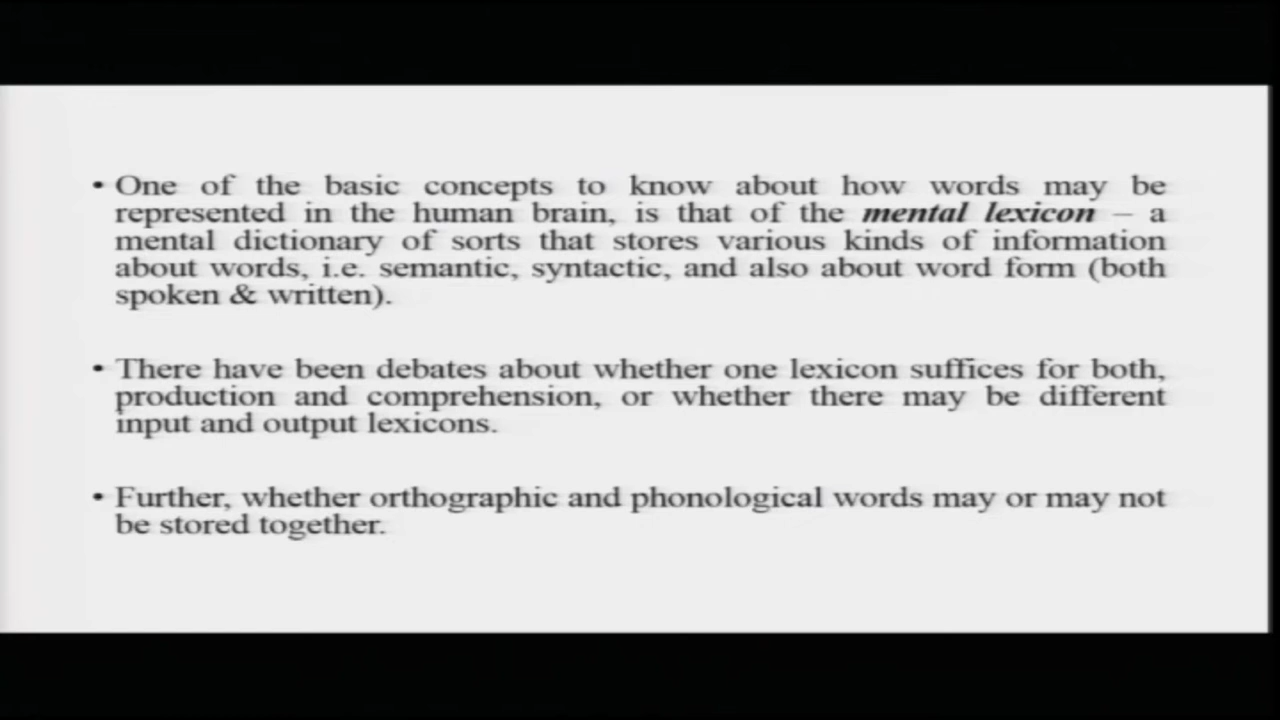 • One of the basic concepts to know about how words may be
represented in the human brain, is that of the mental lexicon – a
mental dictionary of sorts that stores various kinds of information
about words, i.e. semantic, syntactic, and also about word form (both
spoken & written).
• There have been debates about whether one lexicon suffices for both,
production and comprehension, or whether there may be different
input and output lexicons.
• Further, whether orthographic and phonological words may or may not
be stored together.